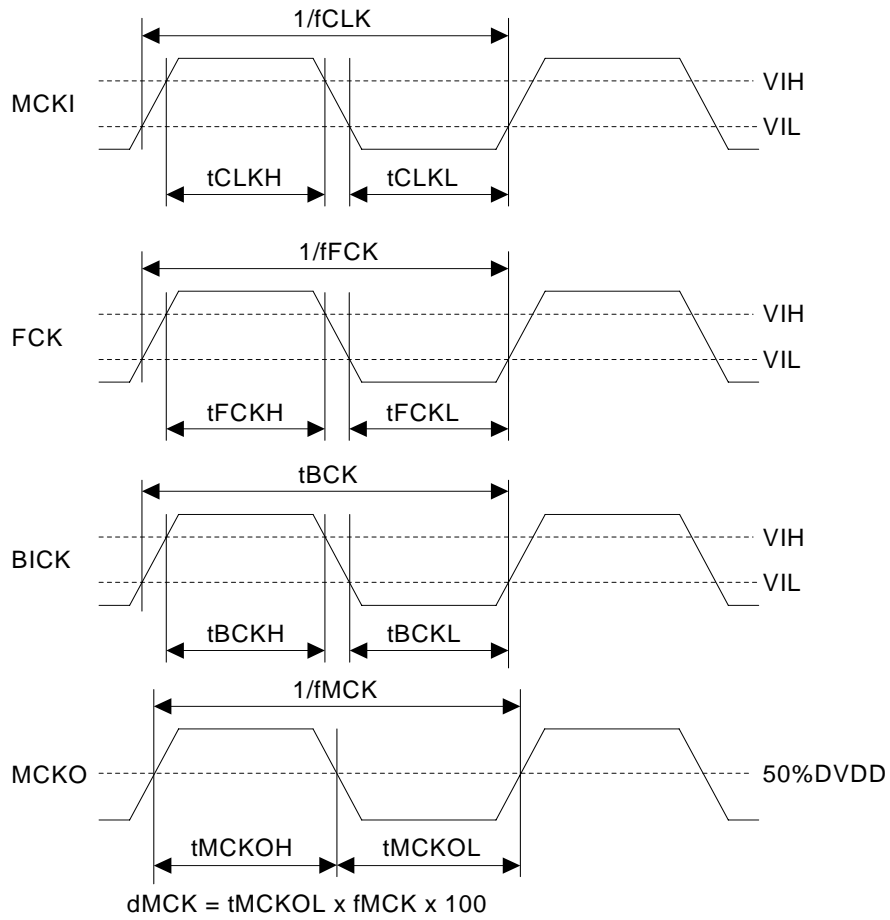 1/fCLK
VIH
MCKI
VIL
tCLKH tCLKL
1/fFCK
VIH
FCK
VIL
tFCKH tFCKL
tBCK
VIH
BICK
VIL
tBCKH tBCKL
1/fMCK
MCKO 50%DVDD
tMCKOH tMCKOL
dMCK = tMCKOL x fMCK x 100